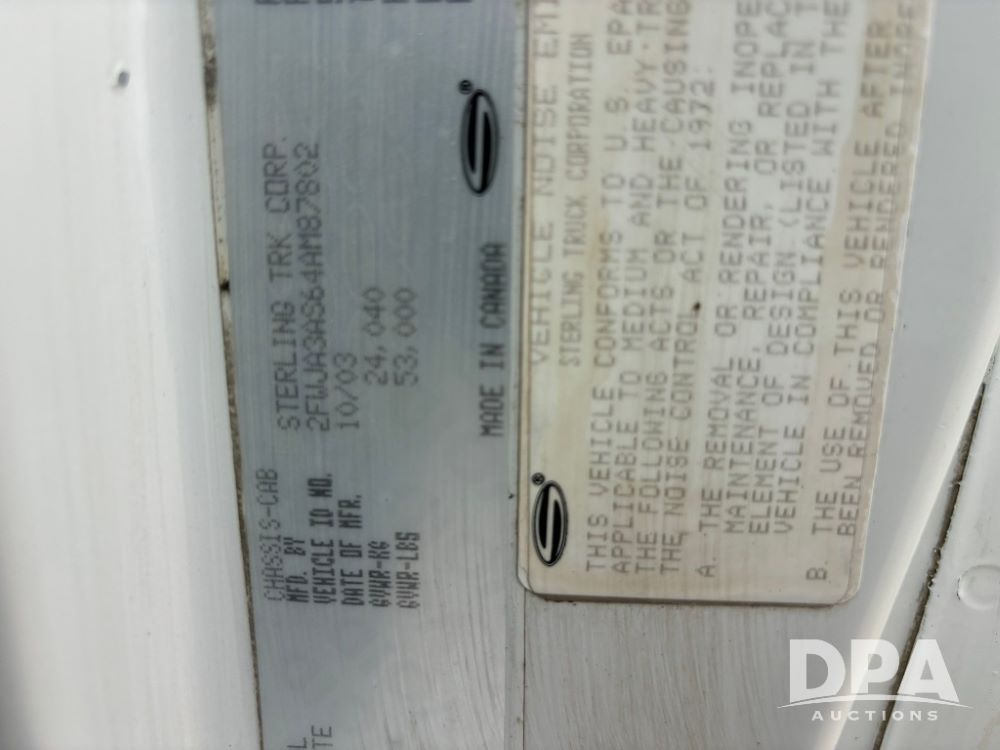 CHASSIS-CAB
MFD. BY STERLING TRK CORP.
VEHICLE ID NO. 2FWJA3AS64AM87802
DATE OF MFR. 10/03
GVWR-KG 24,040
GVWR-LBS 53,000
MADE IN CANADA
VEHICLE NOISE EMI
STERLING TRUCK CORPORATION
THIS VEHICLE CONFORMS TO U.S. EPA
APPLICABLE TO MEDIUM AND HEAVY TR
THE FOLLOWING ACTS OR THE CAUSING
THE NOISE CONTROL ACT OF 1972:
A. THE REMOVAL OR RENDERING INOPE
MAINTENANCE, REPAIR, OR REPLAC
ELEMENT OF DESIGN (LISTED IN T
VEHICLE IN COMPLIANCE WITH THE
B. THE USE OF THIS VEHICLE AFTER
BEEN REMOVED OR RENDERED INOPE
DPA
AUCTIONS